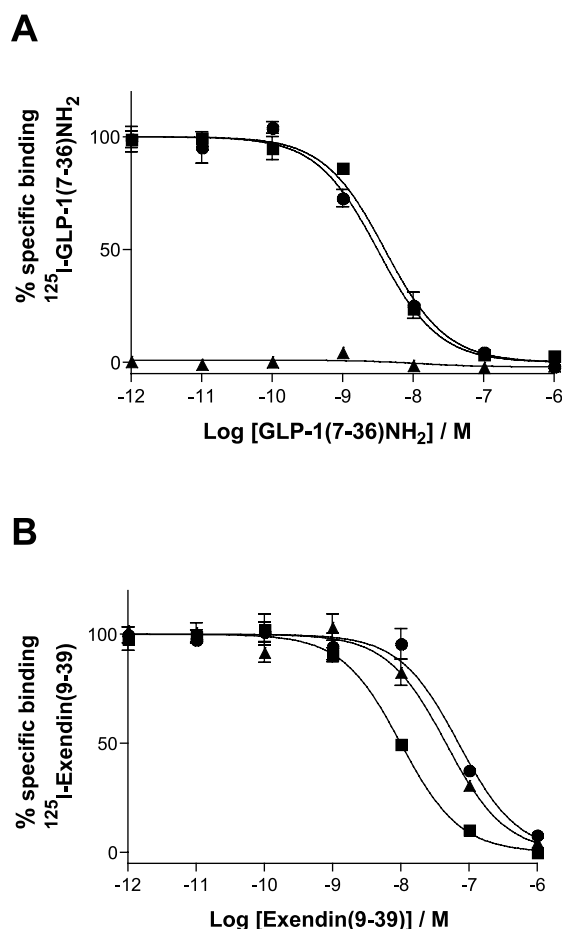 A
% specific binding
¹²⁵I-GLP-1(7-36)NH₂
100
50
0
-12 -11 -10 -9 -8 -7 -6
Log [GLP-1(7-36)NH₂] / M
B
% specific binding
¹²⁵I-Exendin(9-39)
100
50
0
-12 -11 -10 -9 -8 -7 -6
Log [Exendin(9-39)] / M